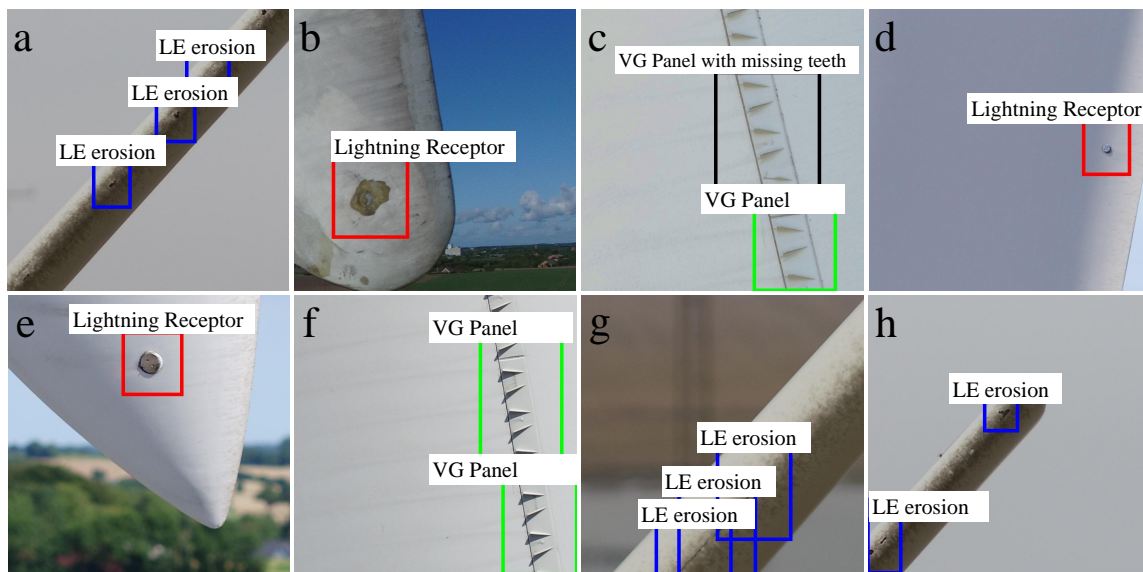 a
LE erosion
LE erosion
LE erosion
b
Lightning Receptor
c
VG Panel with missing teeth
VG Panel
d
Lightning Receptor
e
Lightning Receptor
f
VG Panel
VG Panel
g
LE erosion
LE erosion
LE erosion
h
LE erosion
LE erosion